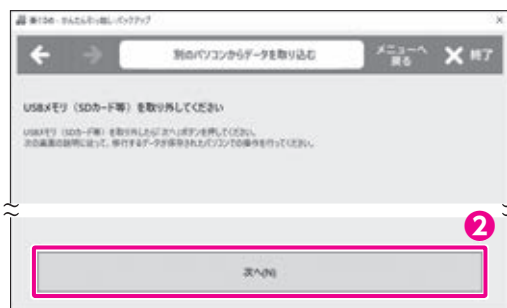 筆ぐるめ - かんたん引っ越し・バックアップ
別のパソコンからデータを取り込む
メニューへ
戻る
終了
USBメモリ（SDカード等）を取り外してください
USBメモリ（SDカード等）を取り外したら「次へ」ボタンを押してください。
次の画面の説明に従って、移行するデータが保存されたパソコンでの操作を行ってください。
2
次へ(N)